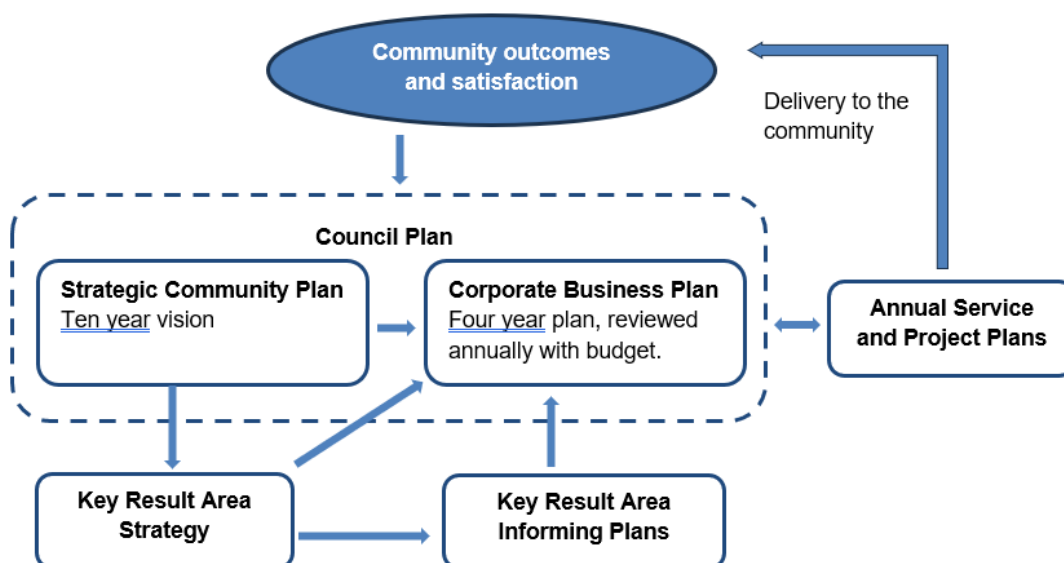 Community outcomes
and satisfaction
Delivery to the
community
Council Plan
Strategic Community Plan
Ten year vision
Corporate Business Plan
Four year plan, reviewed
annually with budget.
Annual Service
and Project Plans
Key Result Area
Strategy
Key Result Area
Informing Plans